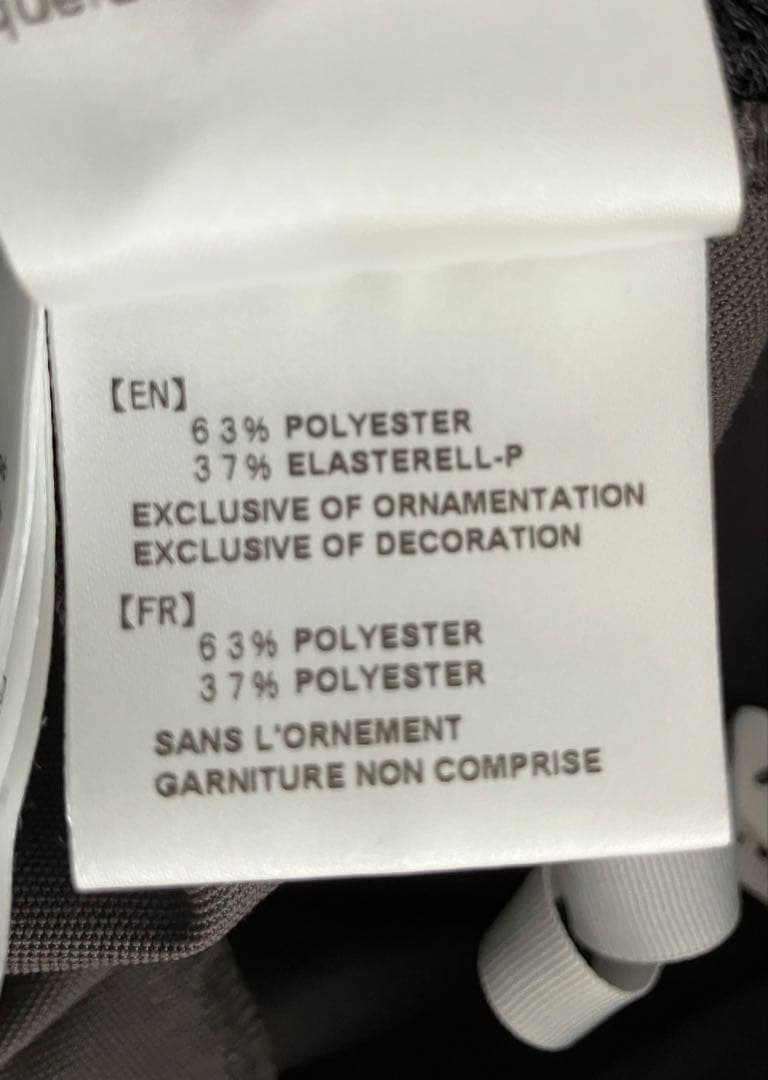 【EN】
63% POLYESTER
37% ELASTERELL-P
EXCLUSIVE OF ORNAMENTATION
EXCLUSIVE OF DECORATION
【FR】
63% POLYESTER
37% POLYESTER
SANS L'ORNEMENT
GARNITURE NON COMPRISE